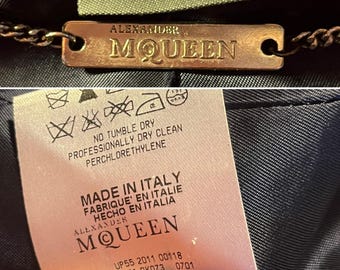 ALEXANDER
MCQUEEN
NO TUMBLE DRY
PROFESSIONALLY DRY CLEAN
PERCHLORETHYLENE
MADE IN ITALY
FABRIQUE' EN ITALIE
HECHO EN ITALIA
ALEXANDER
MCQUEEN
UP55 2011 00118
0701